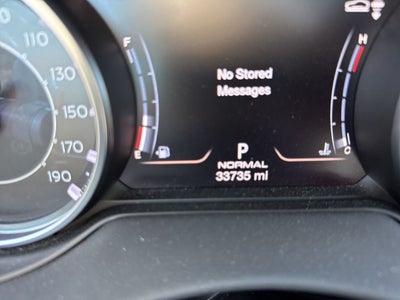 110
130
150
170
190
F
E
No Stored
Messages
H
C
P
NORMAL
33735 mi